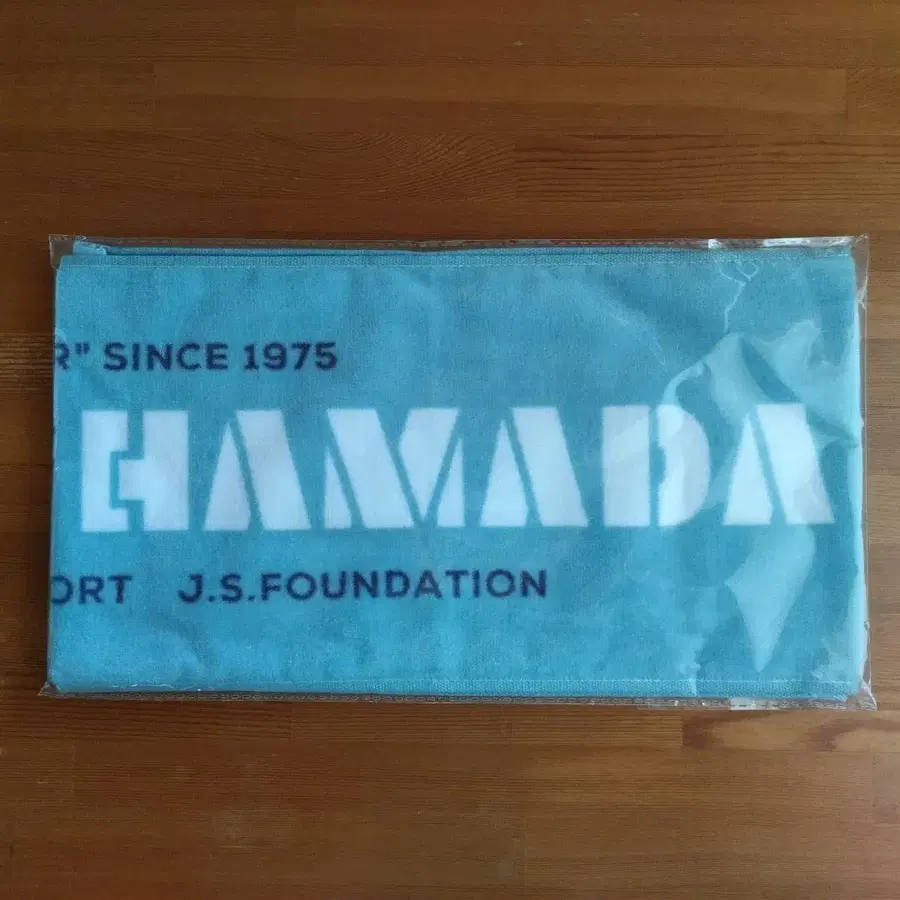 R" SINCE 1975
HAMADA
ORT J.S.FOUNDATION